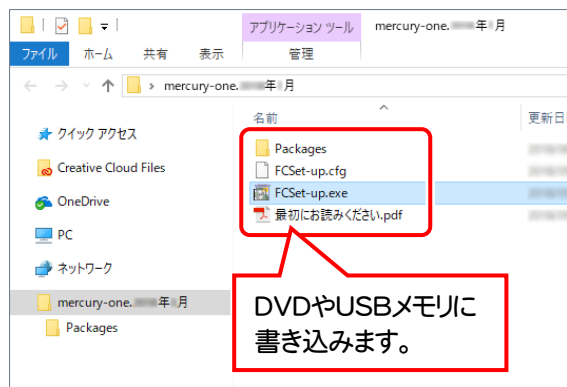 アプリケーション ツール
mercury-one. 年 月
ファイル
ホーム
共有
表示
管理
mercury-one. 年 月
名前
更新日
クイック アクセス
Creative Cloud Files
OneDrive
PC
ネットワーク
mercury-one. 年 月
Packages
Packages
FCSet-up.cfg
FCSet-up.exe
最初にお読みください.pdf
DVDやUSBメモリに
書き込みます。